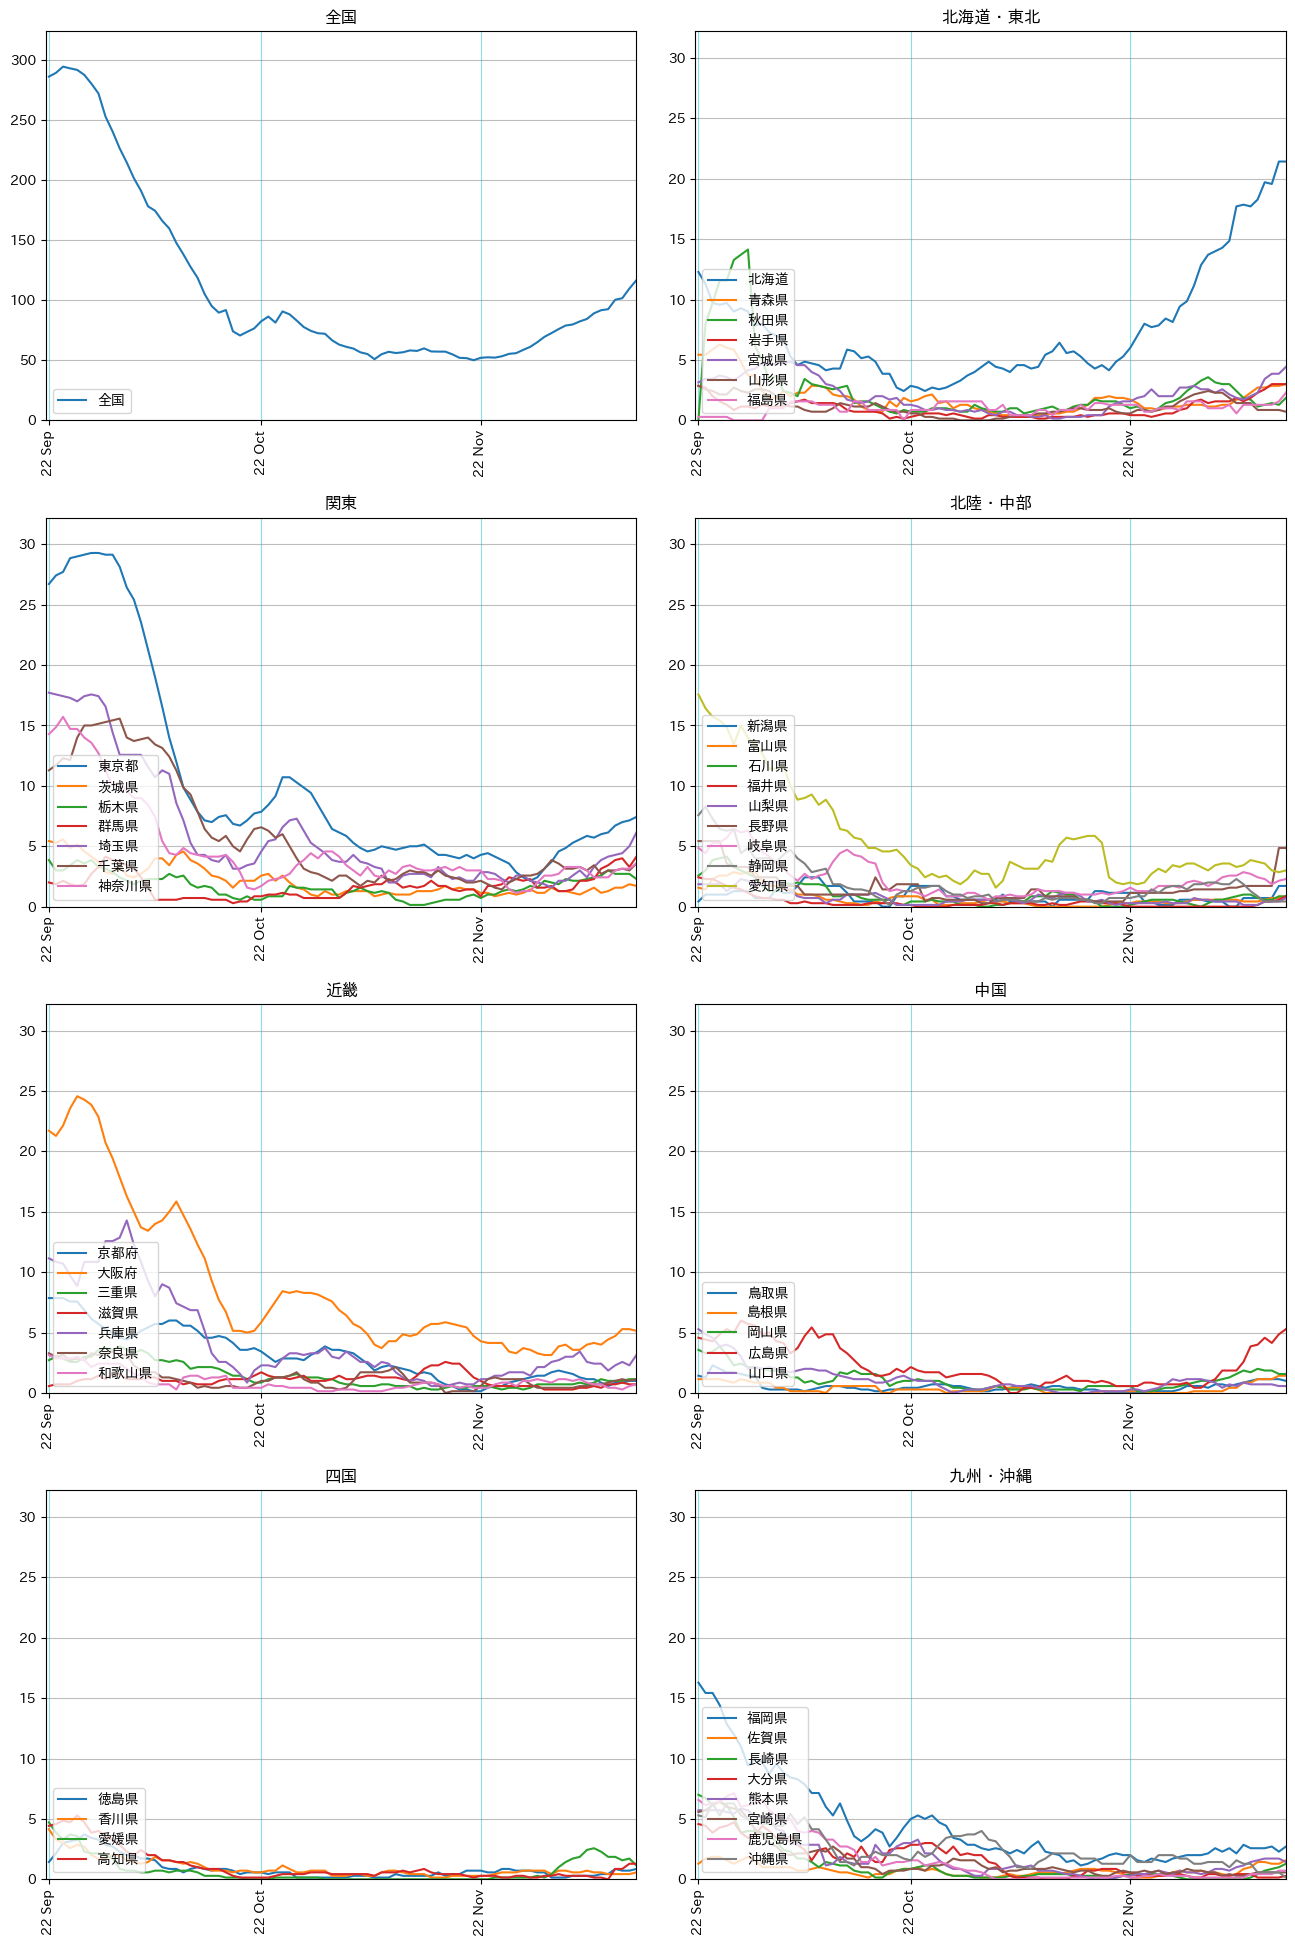 全国
300
250
200
150
100
50
0
全国
22 Sep
22 Oct
22 Nov
北海道・東北
30
25
20
15
10
5
0
北海道
青森県
秋田県
岩手県
宮城県
山形県
福島県
22 Sep
22 Oct
22 Nov
関東
30
25
20
15
10
5
0
東京都
茨城県
栃木県
群馬県
埼玉県
千葉県
神奈川県
22 Sep
22 Oct
22 Nov
北陸・中部
30
25
20
15
10
5
0
新潟県
富山県
石川県
福井県
山梨県
長野県
岐阜県
静岡県
愛知県
22 Sep
22 Oct
22 Nov
近畿
30
25
20
15
10
5
0
京都府
大阪府
三重県
滋賀県
兵庫県
奈良県
和歌山県
22 Sep
22 Oct
22 Nov
中国
30
25
20
15
10
5
0
鳥取県
島根県
岡山県
広島県
山口県
22 Sep
22 Oct
22 Nov
四国
30
25
20
15
10
5
0
徳島県
香川県
愛媛県
高知県
22 Sep
22 Oct
22 Nov
九州・沖縄
30
25
20
15
10
5
0
福岡県
佐賀県
長崎県
大分県
熊本県
宮崎県
鹿児島県
沖縄県
22 Sep
22 Oct
22 Nov